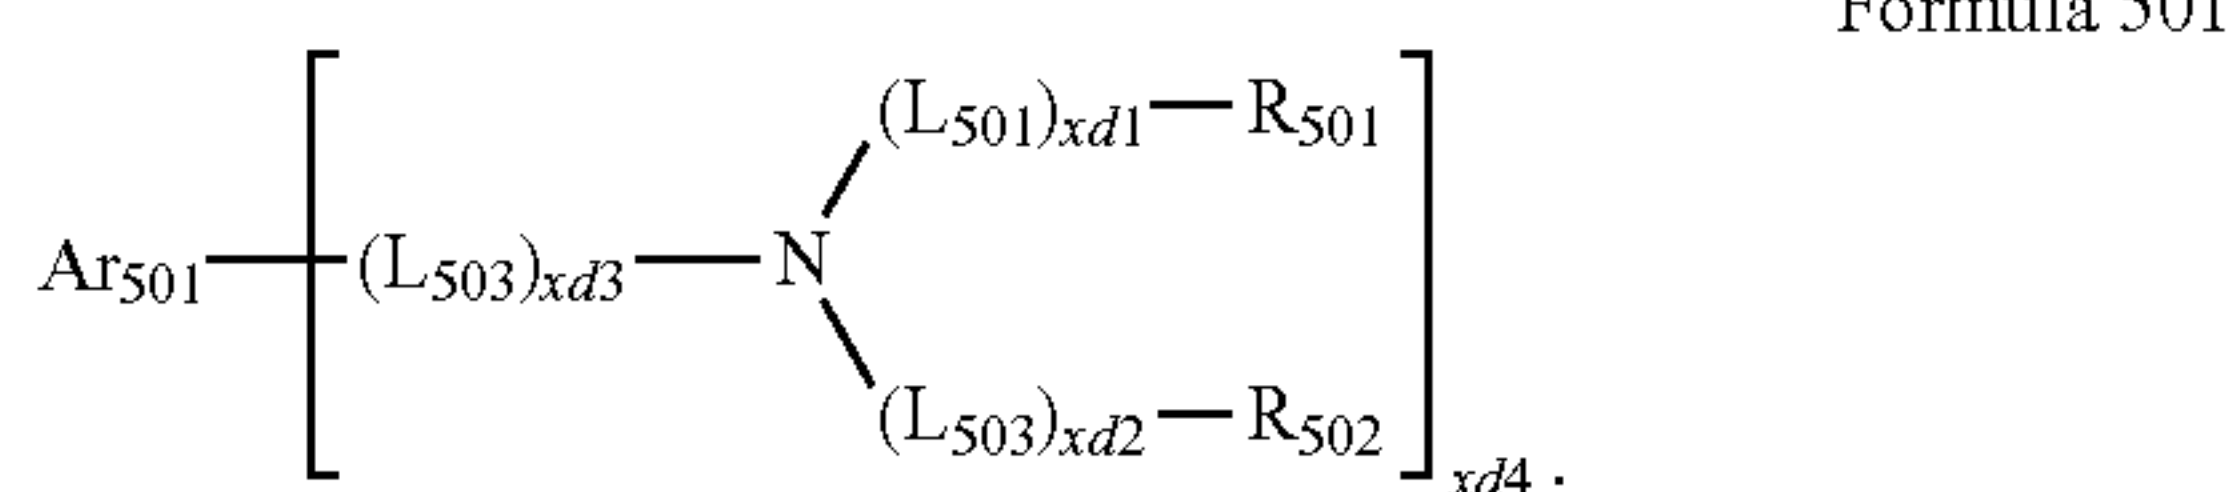 Formula 501
(L501)xd1—R501
Ar501—(L503)xd3—N
(L503)xd2—R502
xd4.